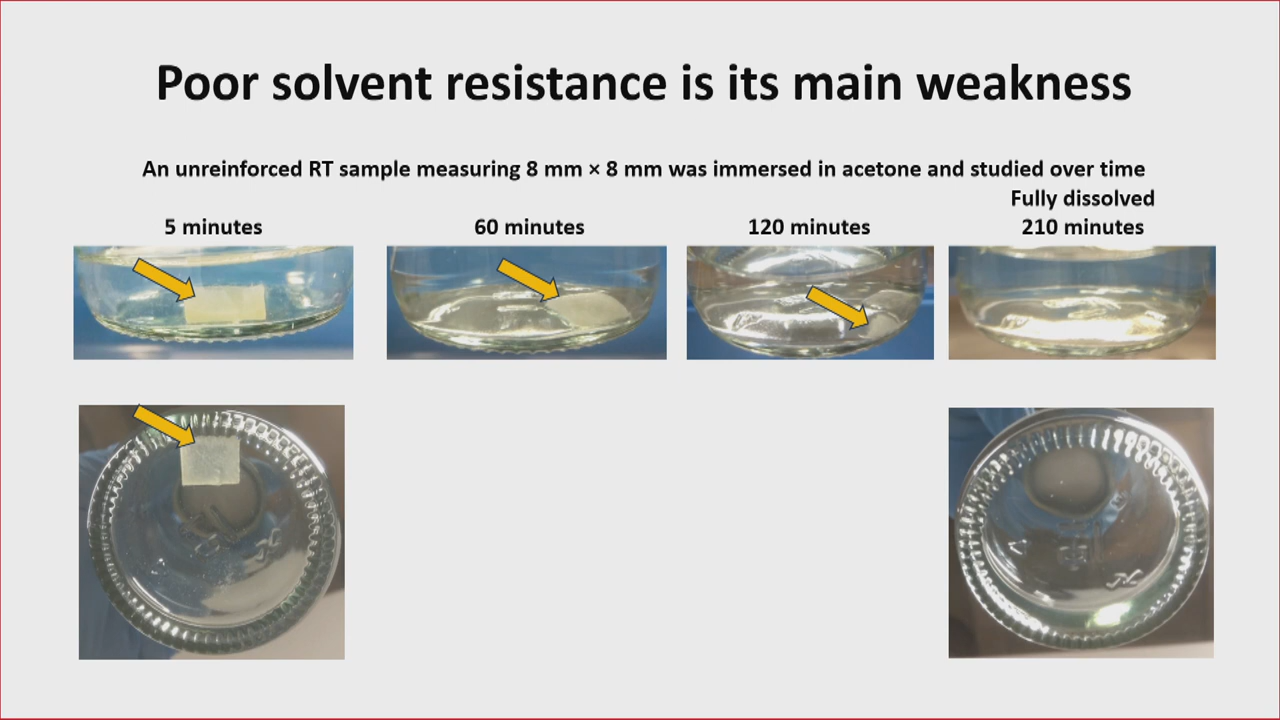 Poor solvent resistance is its main weakness
An unreinforced RT sample measuring 8 mm × 8 mm was immersed in acetone and studied over time
5 minutes
60 minutes
120 minutes
Fully dissolved
210 minutes